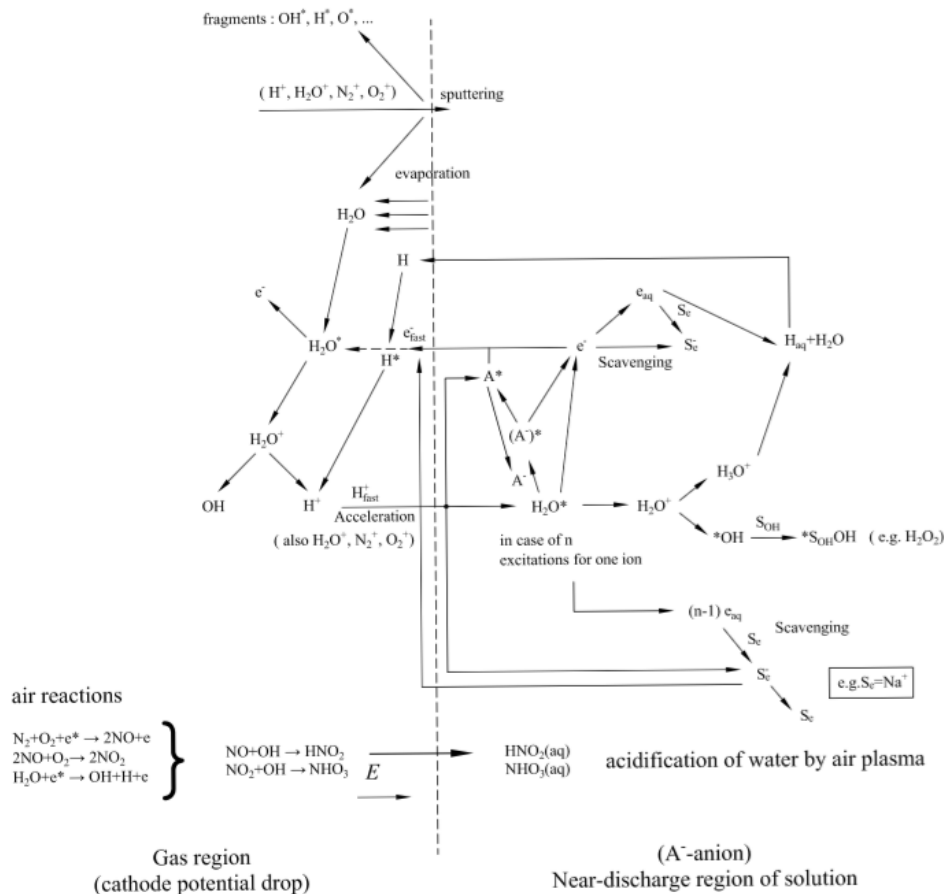 fragments : OH*, H*, O*, ...
( H⁺, H₂O⁺, N₂⁺, O₂⁺)
sputtering
evaporation
H₂O
H
e⁻
e⁻fast
H₂O*
H*
H₂O⁺
OH
H⁺
H⁺fast
Acceleration
( also H₂O⁺, N₂⁺, O₂⁺)
eaq
Se
Se⁻
e⁻
Scavenging
Haq+H₂O
A*
(A⁻)*
A⁻
H₂O*
H₂O⁺
H₃O⁺
*OH
SOH
*SOHOH ( e.g. H₂O₂)
in case of n
excitations for one ion
(n-1) eaq
Se
Scavenging
Se⁻
Se
e.g.Se=Na⁺
air reactions
N₂+O₂+e* → 2NO+e
2NO+O₂→ 2NO₂
H₂O+e* → OH+H+e
}
NO+OH → HNO₂
NO₂+OH → NHO₃
E
HNO₂(aq)
NHO₃(aq)
acidification of water by air plasma
Gas region
(cathode potential drop)
(A⁻-anion)
Near-discharge region of solution